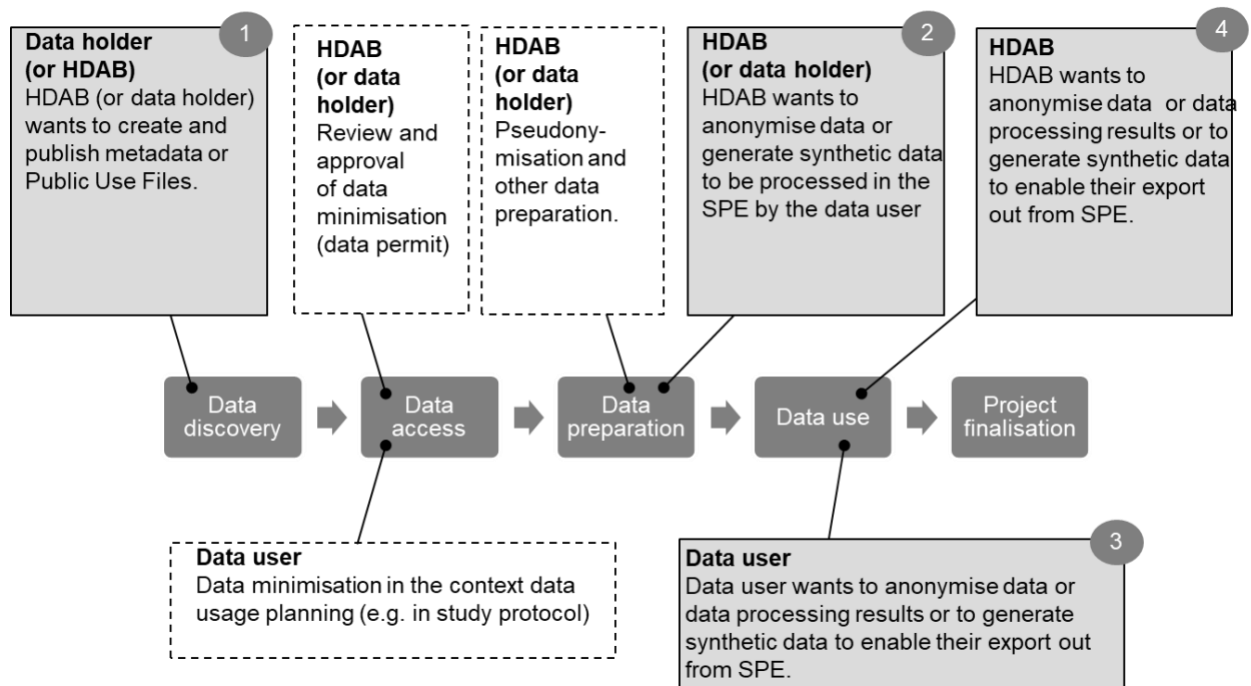 1
Data holder
(or HDAB)
HDAB (or data holder)
wants to create and
publish metadata or
Public Use Files.
HDAB
(or data
holder)
Review and
approval
of data
minimisation
(data permit)
HDAB
(or data
holder)
Pseudony-
misation and
other data
preparation.
2
HDAB
(or data holder)
HDAB wants to
anonymise data or
generate synthetic data
to be processed in the
SPE by the data user
4
HDAB
HDAB wants to
anonymise data or data
processing results or to
generate synthetic data
to enable their export
out from SPE.
Data
discovery
Data
access
Data
preparation
Data use
Project
finalisation
Data user
Data minimisation in the context data
usage planning (e.g. in study protocol)
3
Data user
Data user wants to anonymise data or
data processing results or to generate
synthetic data to enable their export out
from SPE.